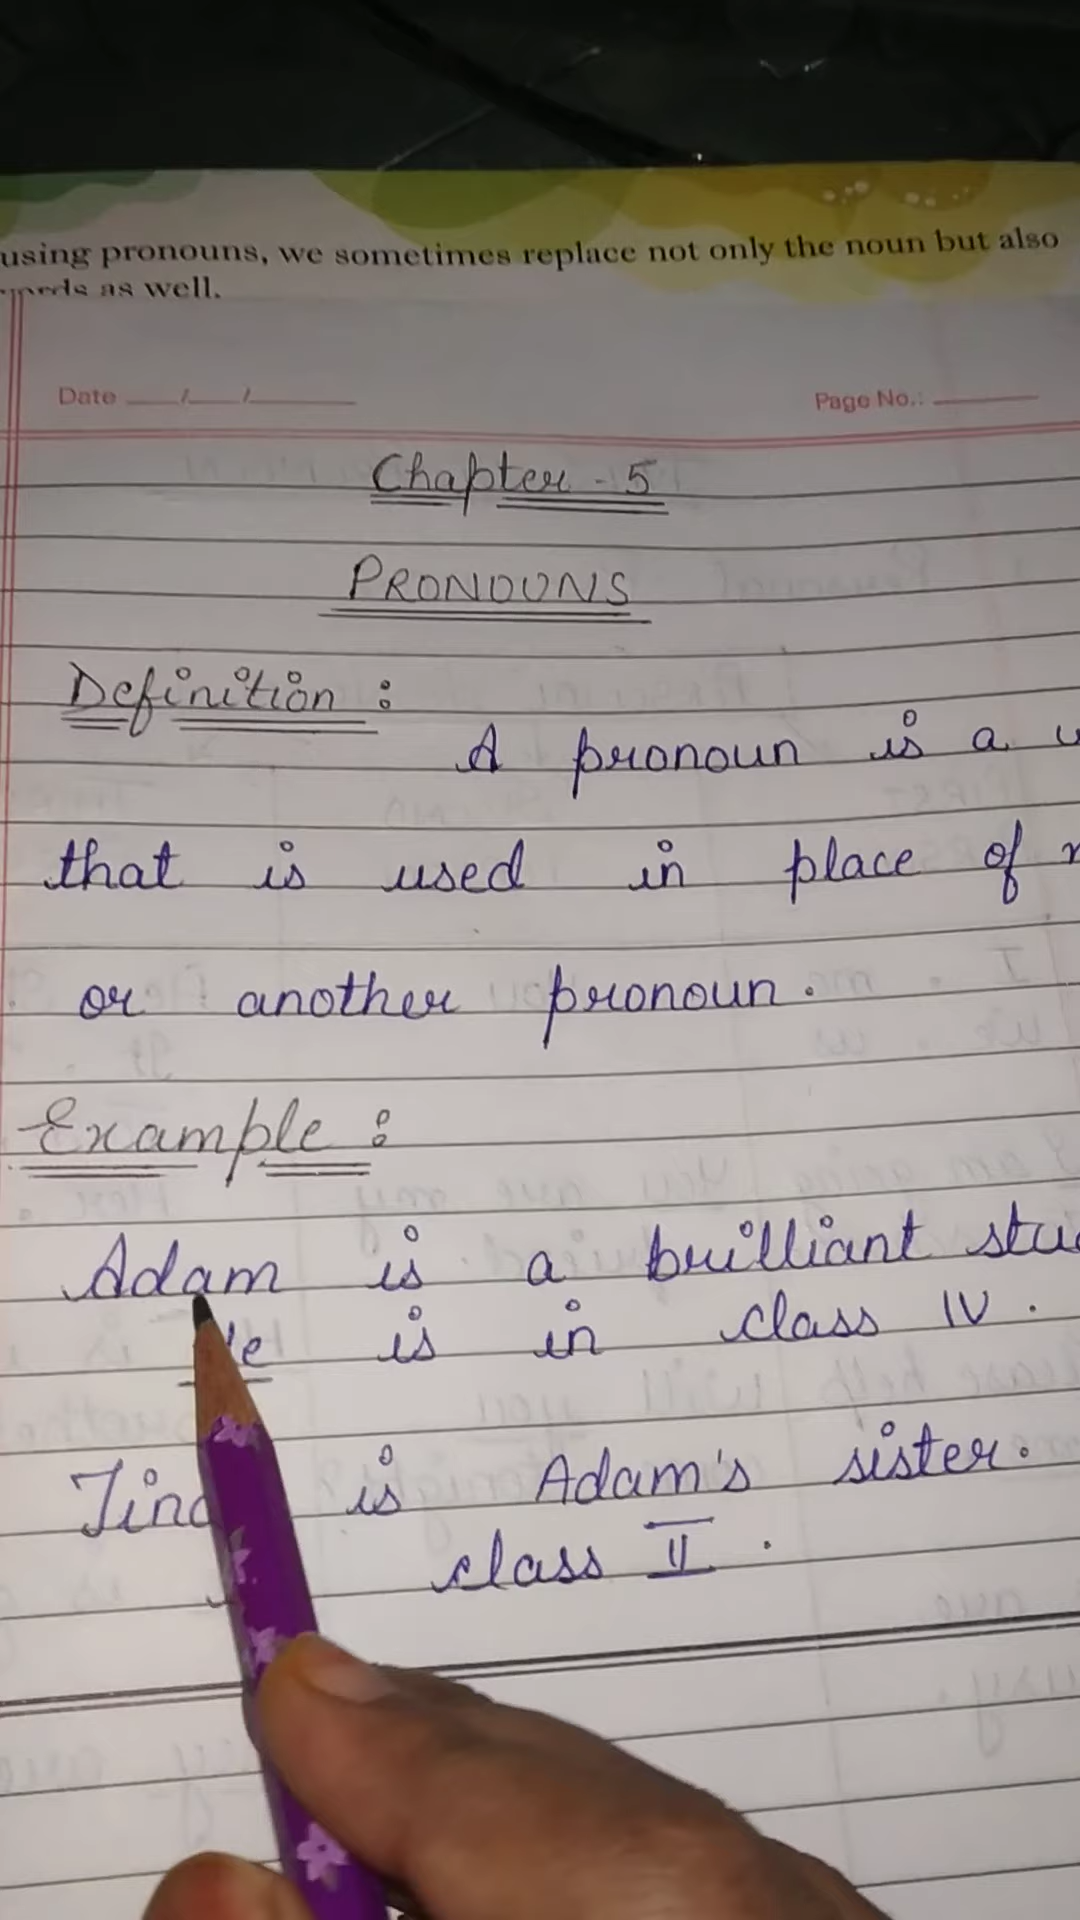 using pronouns, we sometimes replace not only the noun but also
as well.
Date / /
Page No.:
Chapter - 5
PRONOUNS
Definition :
A pronoun is a
that is used in place of
or another pronoun.
Example :
Adam is a brilliant
is in class IV.
is Adam's sister.
class II.